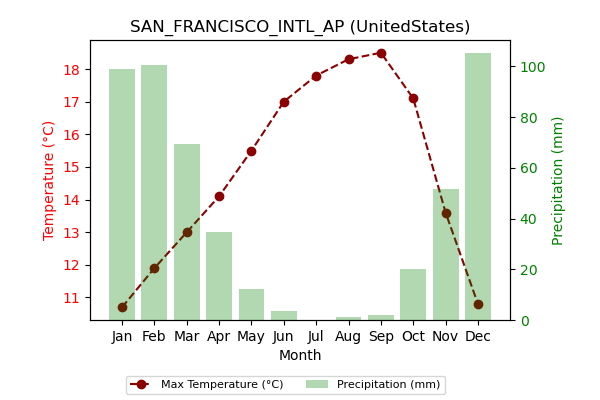 SAN_FRANCISCO_INTL_AP (UnitedStates)
18
17
16
15
14
13
12
11
Temperature (°C)
100
80
60
40
20
0
Precipitation (mm)
Jan Feb Mar Apr May Jun Jul Aug Sep Oct Nov Dec
Month
Max Temperature (°C) Precipitation (mm)